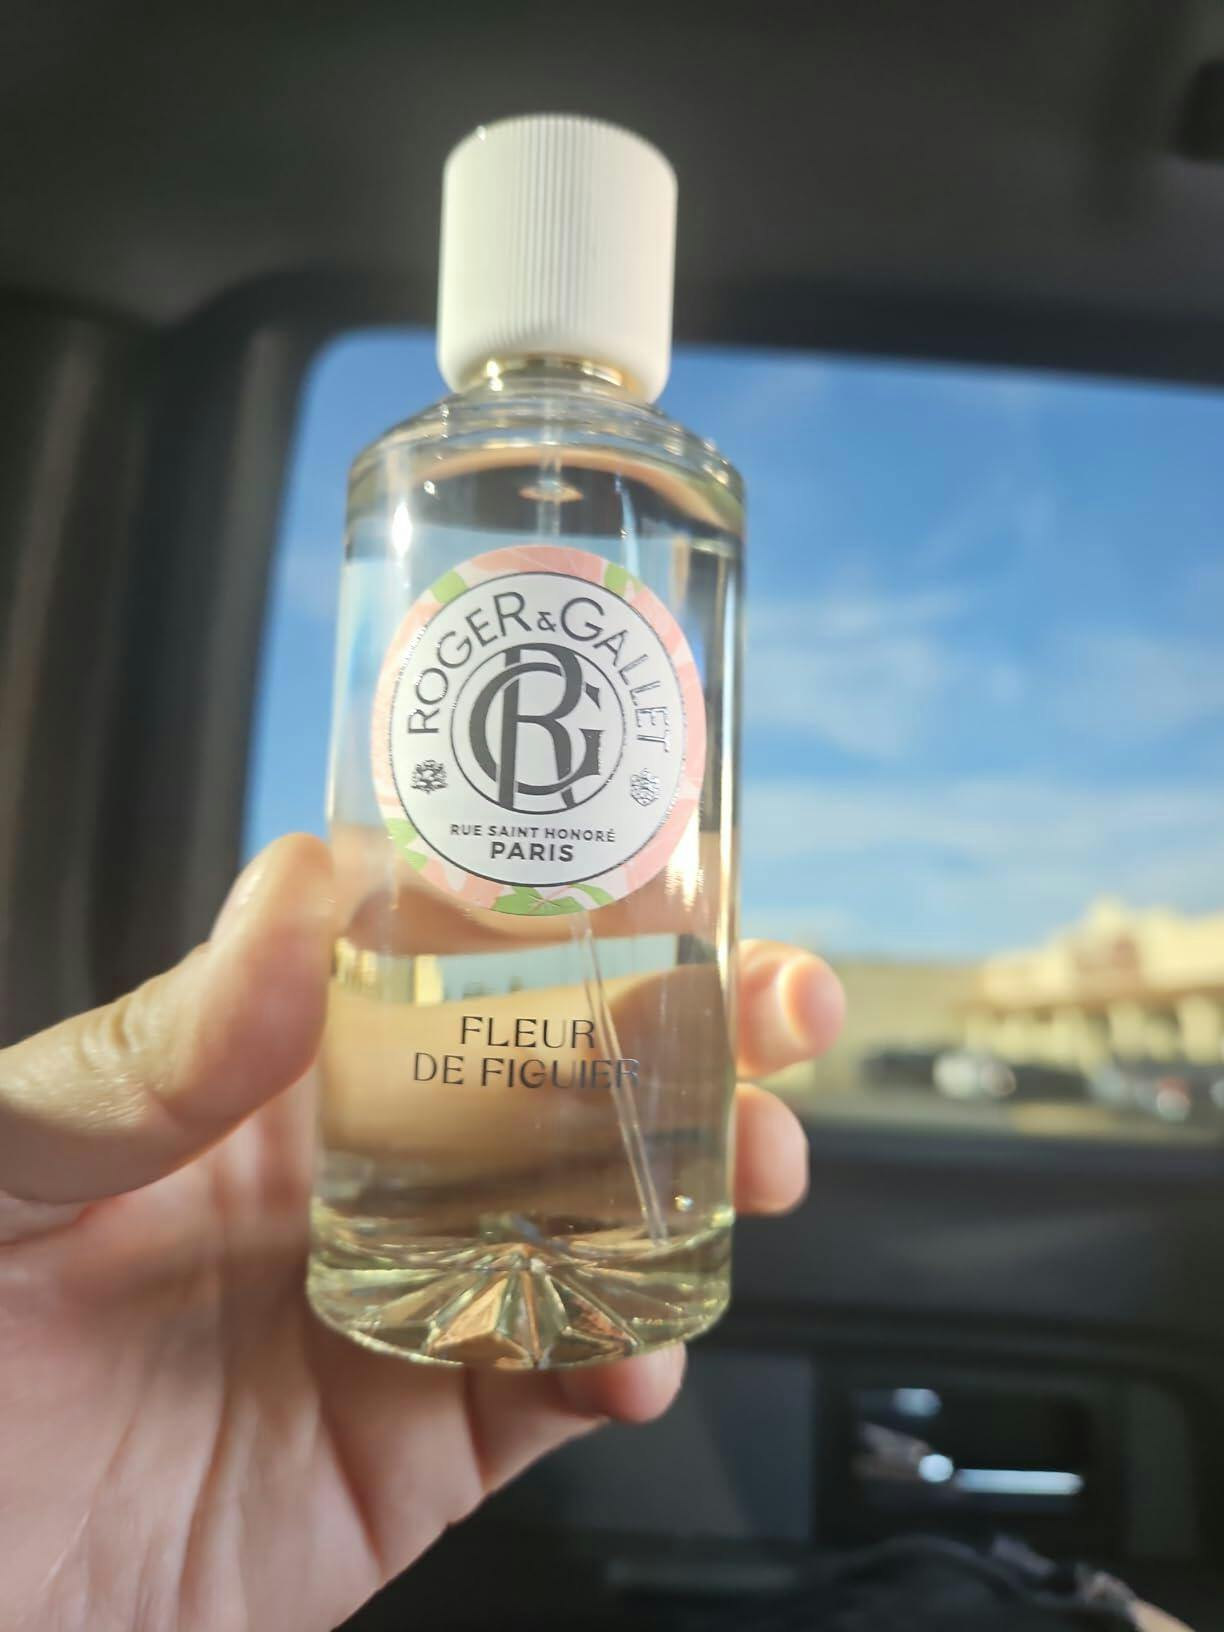 ROGER & GALLET
RG
RUE SAINT HONORÉ
PARIS
FLEUR
DE FIGUIER